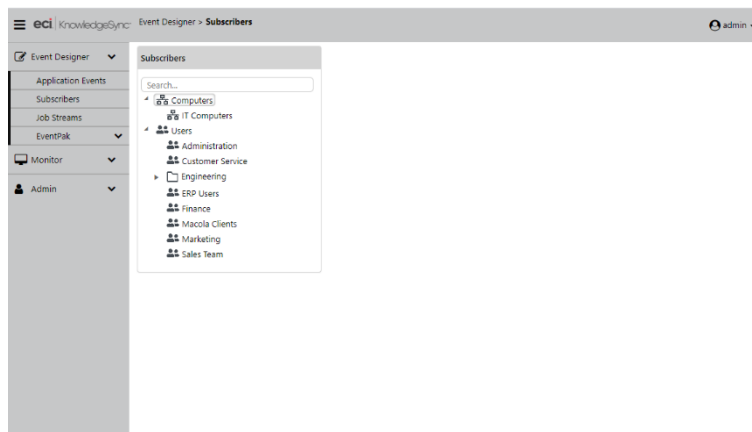 eci KnowledgeSync
Event Designer > Subscribers
admin
Event Designer
Application Events
Subscribers
Job Streams
EventPak
Monitor
Admin
Subscribers
Search...
Computers
IT Computers
Users
Administration
Customer Service
Engineering
ERP Users
Finance
Macola Clients
Marketing
Sales Team